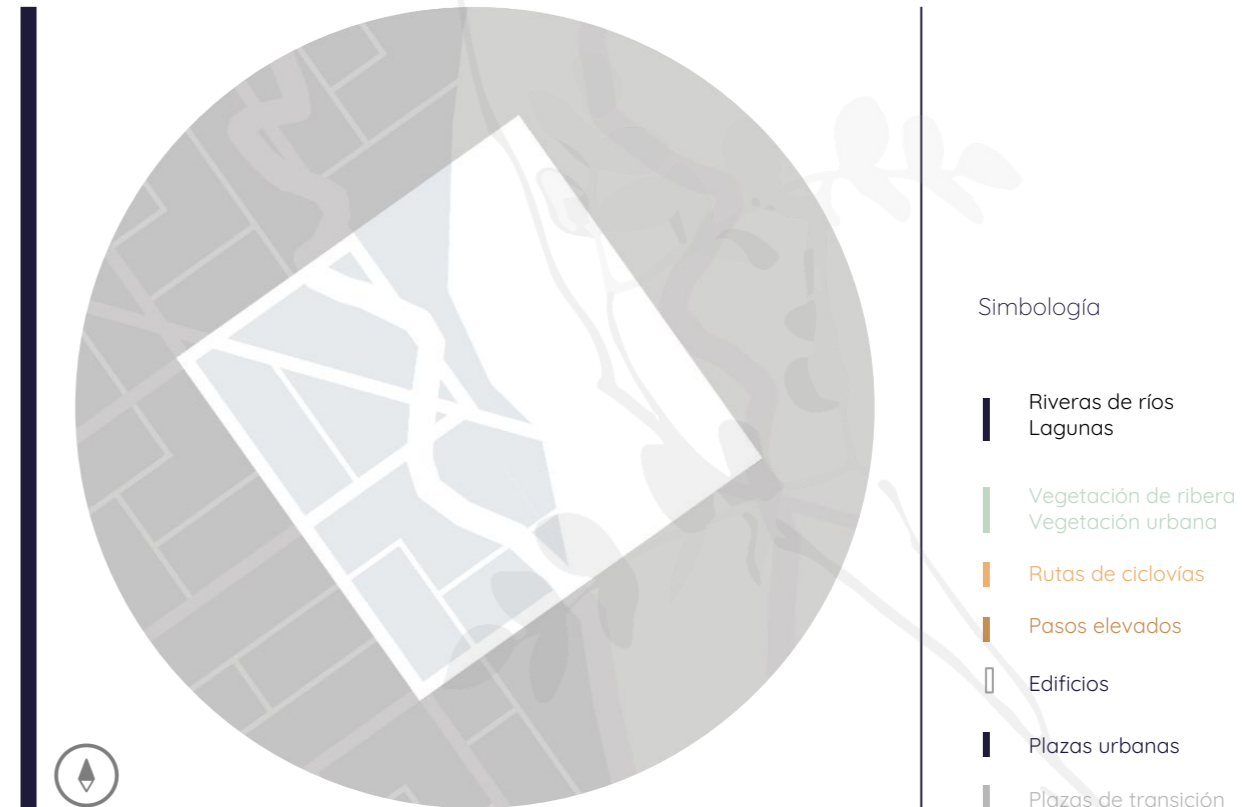 Simbología
Riveras de ríos
Lagunas
Vegetación de ribera
Vegetación urbana
Rutas de ciclovías
Pasos elevados
Edificios
Plazas urbanas
Plazas de transición